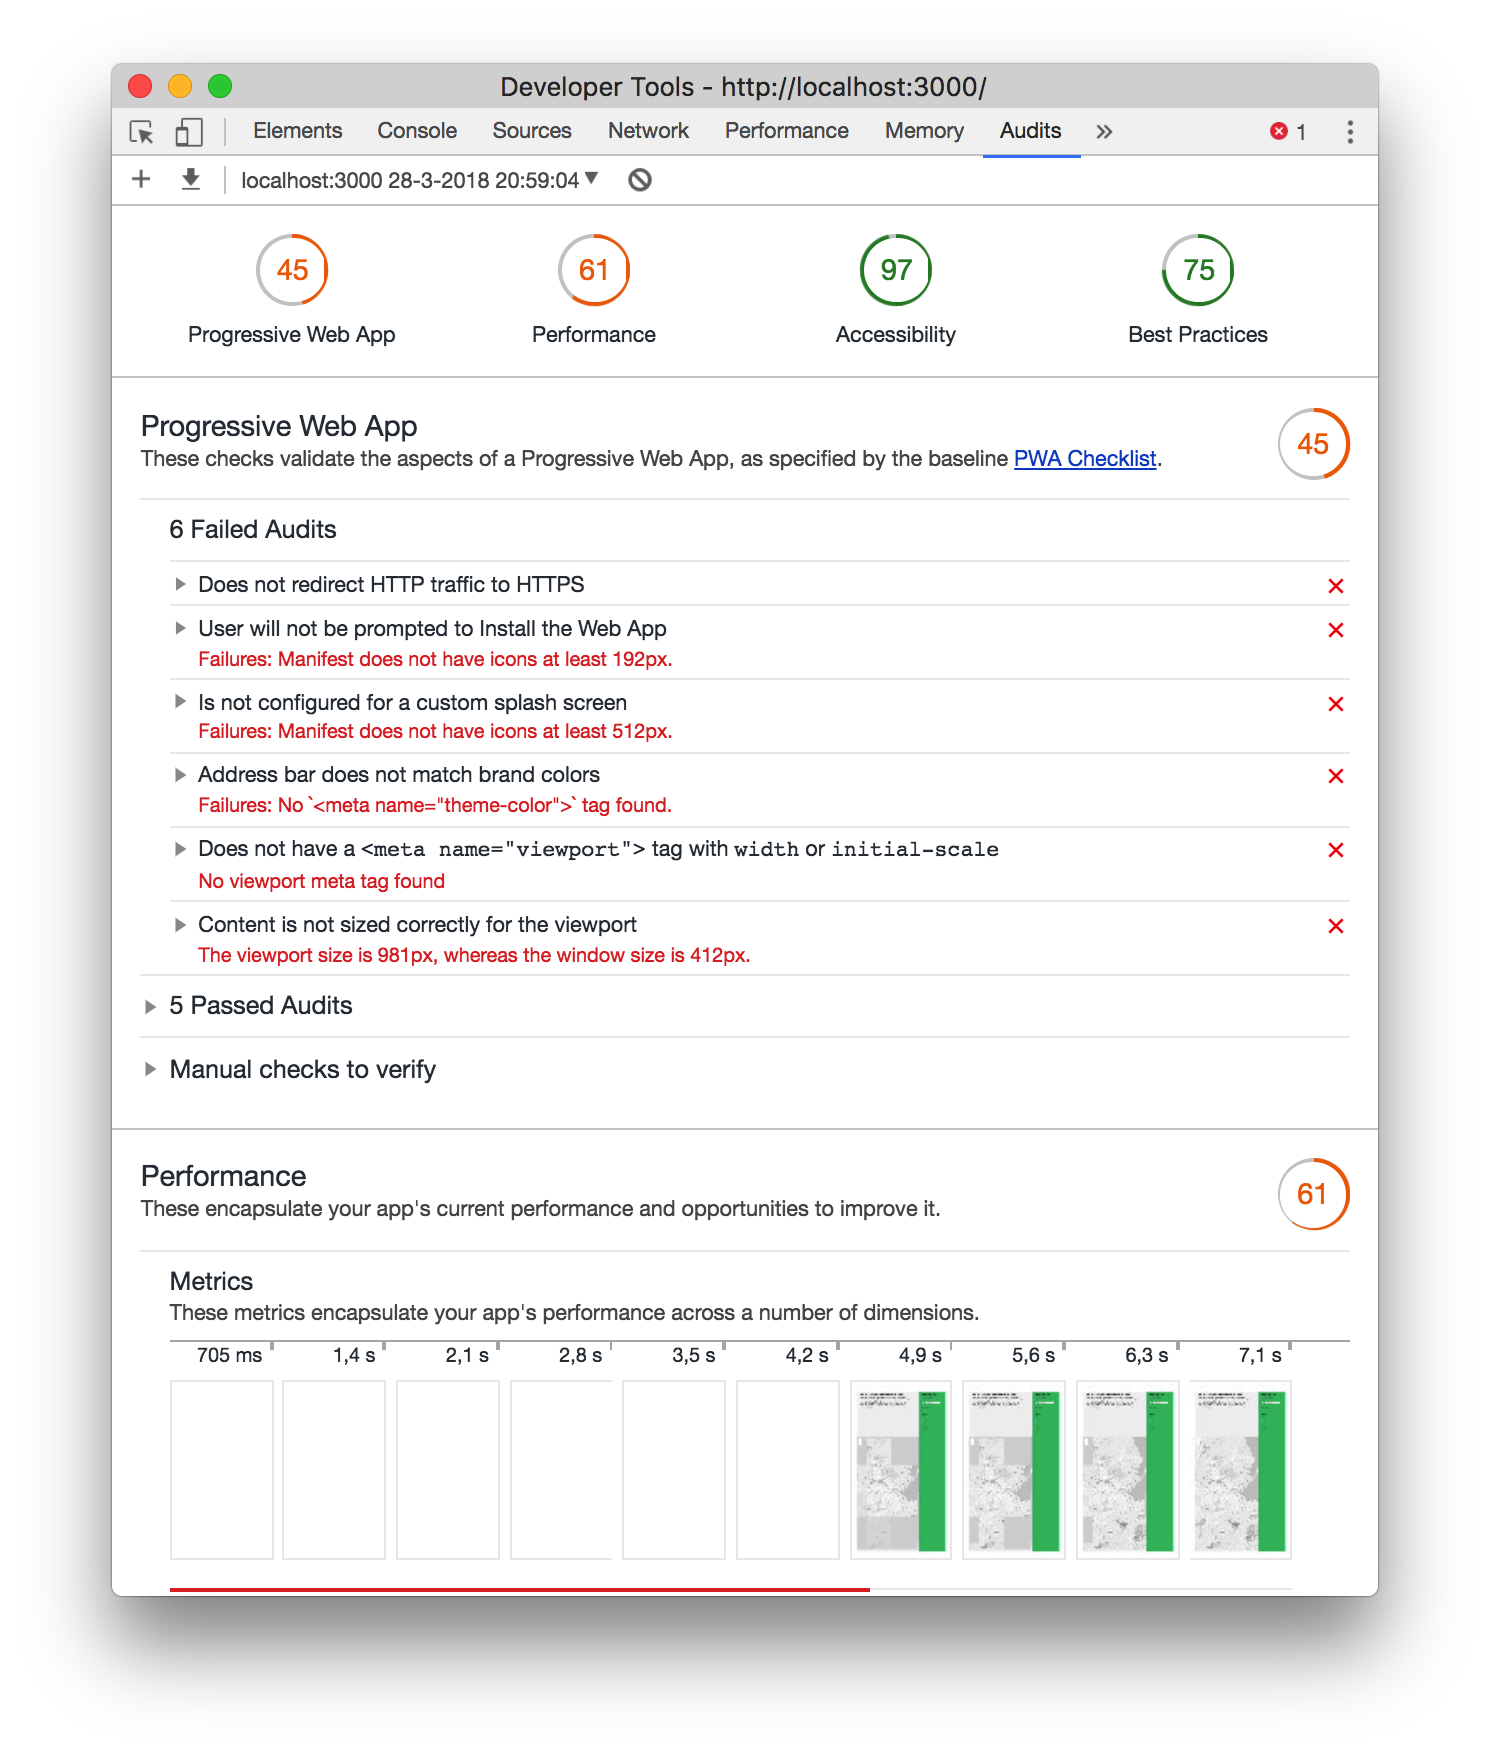 Developer Tools - http://localhost:3000/
Elements Console Sources Network Performance Memory Audits » 1
localhost:3000 28-3-2018 20:59:04
45 61 97 75
Progressive Web App Performance Accessibility Best Practices
Progressive Web App
These checks validate the aspects of a Progressive Web App, as specified by the baseline PWA Checklist.
45
6 Failed Audits
Does not redirect HTTP traffic to HTTPS
User will not be prompted to Install the Web App
Failures: Manifest does not have icons at least 192px.
Is not configured for a custom splash screen
Failures: Manifest does not have icons at least 512px.
Address bar does not match brand colors
Failures: No `<meta name="theme-color">` tag found.
Does not have a <meta name="viewport"> tag with width or initial-scale
No viewport meta tag found
Content is not sized correctly for the viewport
The viewport size is 981px, whereas the window size is 412px.
5 Passed Audits
Manual checks to verify
Performance
These encapsulate your app's current performance and opportunities to improve it.
61
Metrics
These metrics encapsulate your app's performance across a number of dimensions.
705 ms 1,4 s 2,1 s 2,8 s 3,5 s 4,2 s 4,9 s 5,6 s 6,3 s 7,1 s